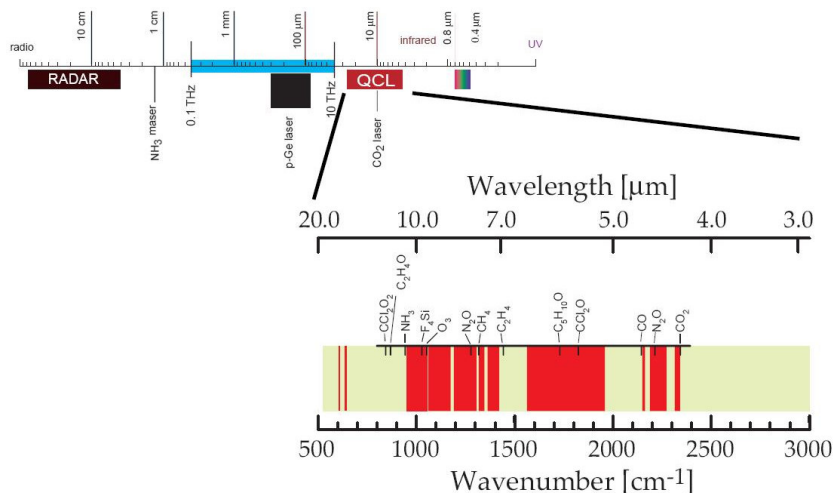 10 cm
1 cm
1 mm
100 µm
10 µm
0.8 µm
0.4 µm
radio
infrared
UV
RADAR
NH3 maser
0.1 THz
p-Ge laser
10 THz
QCL
CO2 laser
Wavelength [µm]
20.0 10.0 7.0 5.0 4.0 3.0
CCl2O2
C2H4O
NH3
F4Si
O3
N2O
CH4
C2H4
C5H10O
CCl2O
CO
N2O
CO2
500 1000 1500 2000 2500 3000
Wavenumber [cm-1]